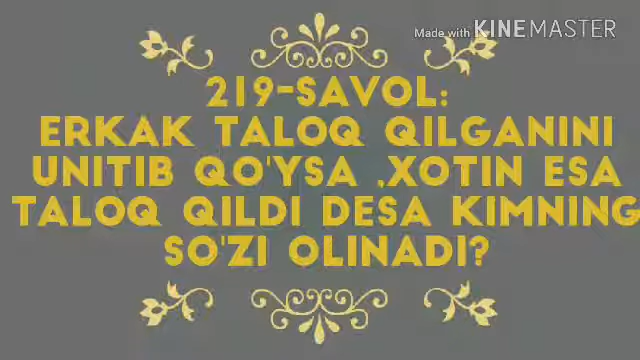 Made with KINEMASTER
219-SAVOL:
ERKAK TALOQ QILGANINI
UNITIB QO'YSA ,XOTIN ESA
TALOQ QILDI DESA KIMNING
SO'ZI OLINADI?